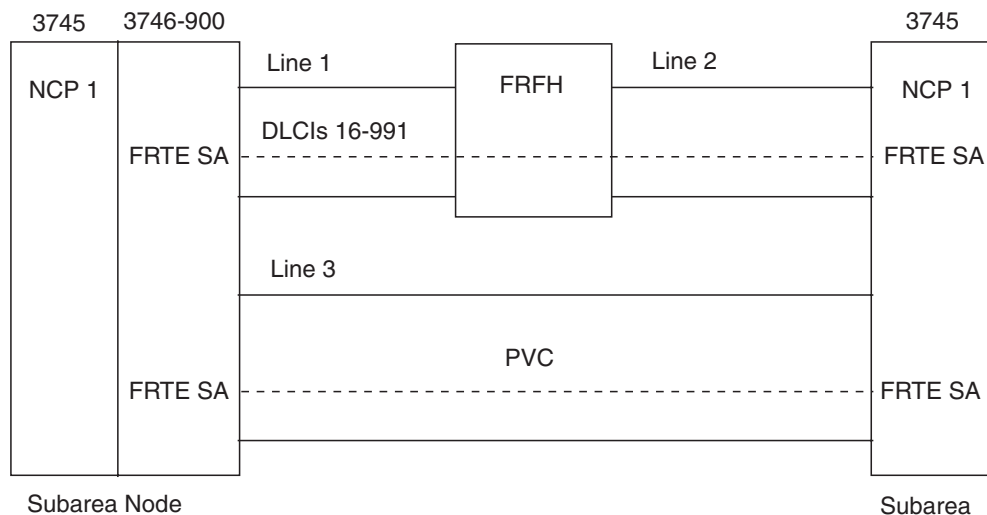 3745 3746-900 3745
Line 1 Line 2
NCP 1 FRFH NCP 1
DLCIs 16-991
FRTE SA FRTE SA
Line 3
PVC
FRTE SA FRTE SA
Subarea Node Subarea